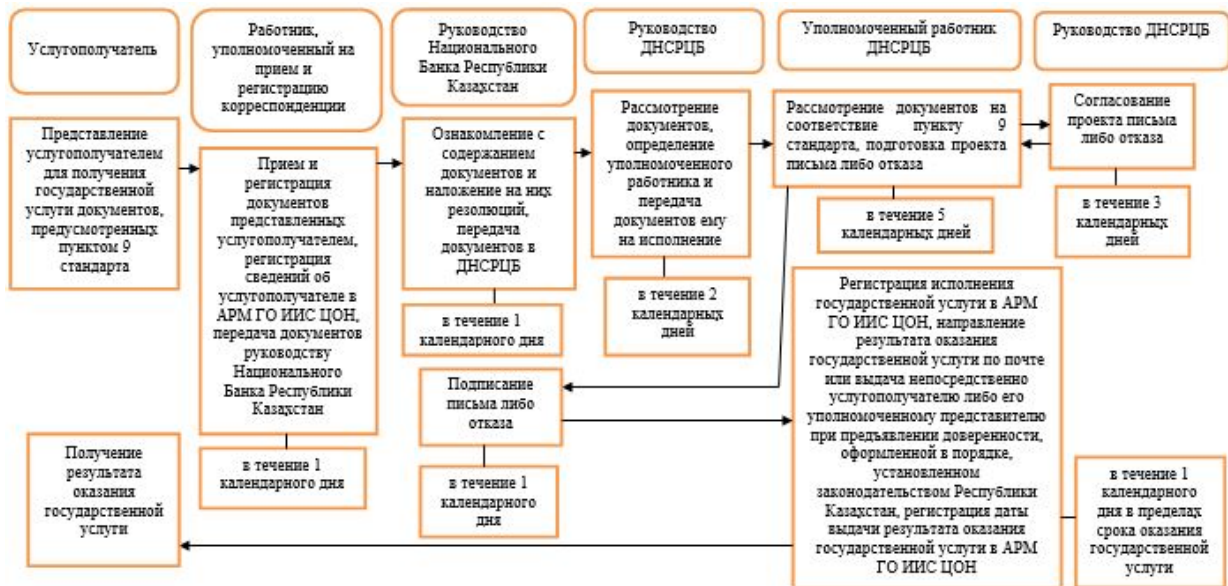 Услугополучатель
Работник,
уполномоченный на
прием и
регистрацию
корреспонденции
Руководство
Национального
Банка Республики
Казахстан
Руководство
ДНСРЦБ
Уполномоченный работник
ДНСРЦБ
Руководство ДНСРЦБ
Представление
услугополучателем
для получения
государственной
услуги документов,
предусмотренных
пунктом 9
стандарта
Прием и
регистрация
документов
представленных
услугополучателем,
регистрация
сведений об
услугополучателе в
АРМ ГО ИИС ЦОН,
передача документов
руководству
Национального
Банка Республики
Казахстан
в течение 1
календарного дня
Ознакомление с
содержанием
документов и
наложение на них
резолюций,
передача
документов в
ДНСРЦБ
в течение 1
календарного дня
Рассмотрение
документов,
определение
уполномоченного
работника и
передача
документов ему
на исполнение
в течение 2
календарных
дней
Рассмотрение документов на
соответствие пункту 9
стандарта, подготовка проекта
письма либо отказа
в течение 5
календарных дней
Согласование
проекта письма
либо отказа
в течение 3
календарных
дней
Подписание
письма либо
отказа
в течение 1
календарного
дня
Регистрация исполнения
государственной услуги в АРМ
ГО ИИС ЦОН, направление
результата оказания
государственной услуги по почте
или выдача непосредственно
услугополучателю либо его
уполномоченному представителю
при предъявлении доверенности,
оформленной в порядке,
установленном
законодательством Республики
Казахстан, регистрация даты
выдачи результата оказания
государственной услуги в АРМ
ГО ИИС ЦОН
в течение 1
календарного
дня в пределах
срока оказания
государственной
услуги
Получение
результата
оказания
государственной
услуги